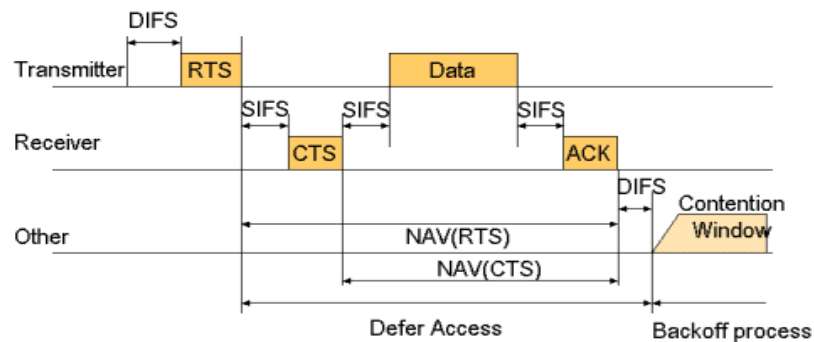 DIFS
Transmitter
RTS
Data
SIFS
SIFS
SIFS
Receiver
CTS
ACK
DIFS
Contention
Window
Other
NAV(RTS)
NAV(CTS)
Defer Access
Backoff process